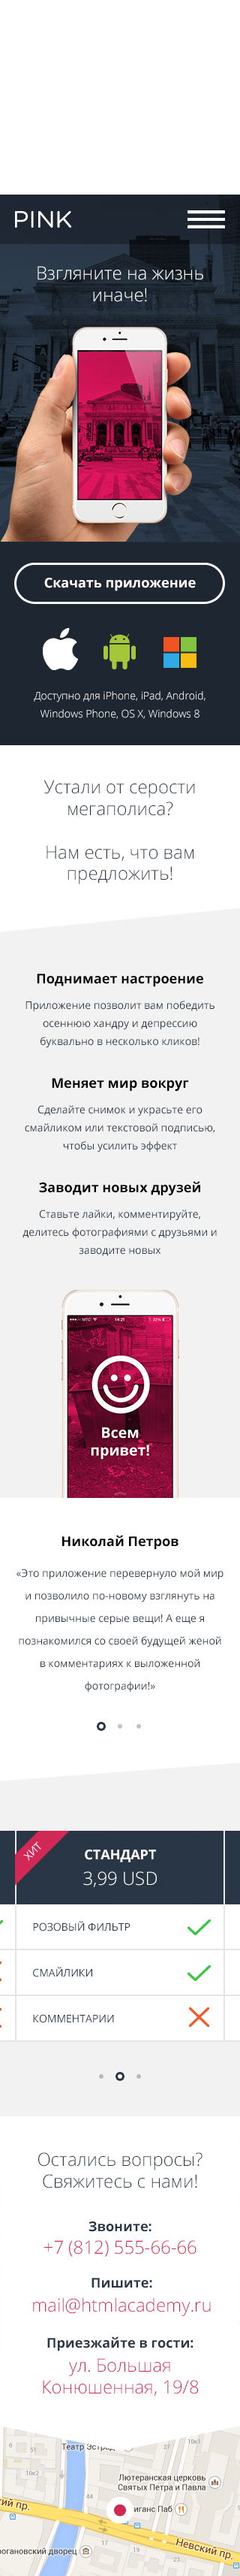 PINK
Взгляните на жизнь
иначе!
Скачать приложение
Доступно для iPhone, iPad, Android,
Windows Phone, OS X, Windows 8
Устали от серости
мегаполиса?
Нам есть, что вам
предложить!
Поднимает настроение
Приложение позволит вам победить
осеннюю хандру и депрессию
буквально в несколько кликов!
Меняет мир вокруг
Сделайте снимок и украсьте его
смайликом или текстовой подписью,
чтобы усилить эффект
Заводит новых друзей
Ставьте лайки, комментируйте,
делитесь фотографиями с друзьями и
заводите новых
Всем
привет!
Николай Петров
«Это приложение перевернуло мой мир
и позволило по-новому взглянуть на
привычные серые вещи! А еще я
познакомился со своей будущей женой
в комментариях к выложенной
фотографии!»
ХИТ
СТАНДАРТ
3,99 USD
РОЗОВЫЙ ФИЛЬТР
СМАЙЛИКИ
КОММЕНТАРИИ
Остались вопросы?
Свяжитесь с нами!
Звоните:
+7 (812) 555-66-66
Пишите:
mail@htmlacademy.ru
Приезжайте в гости:
ул. Большая
Конюшенная, 19/8
Театр Эстрад
Лютеранская церковь
Святых Петра и Павла
иганс Паб
ский пр.
Невский пр.
рогановский дворец